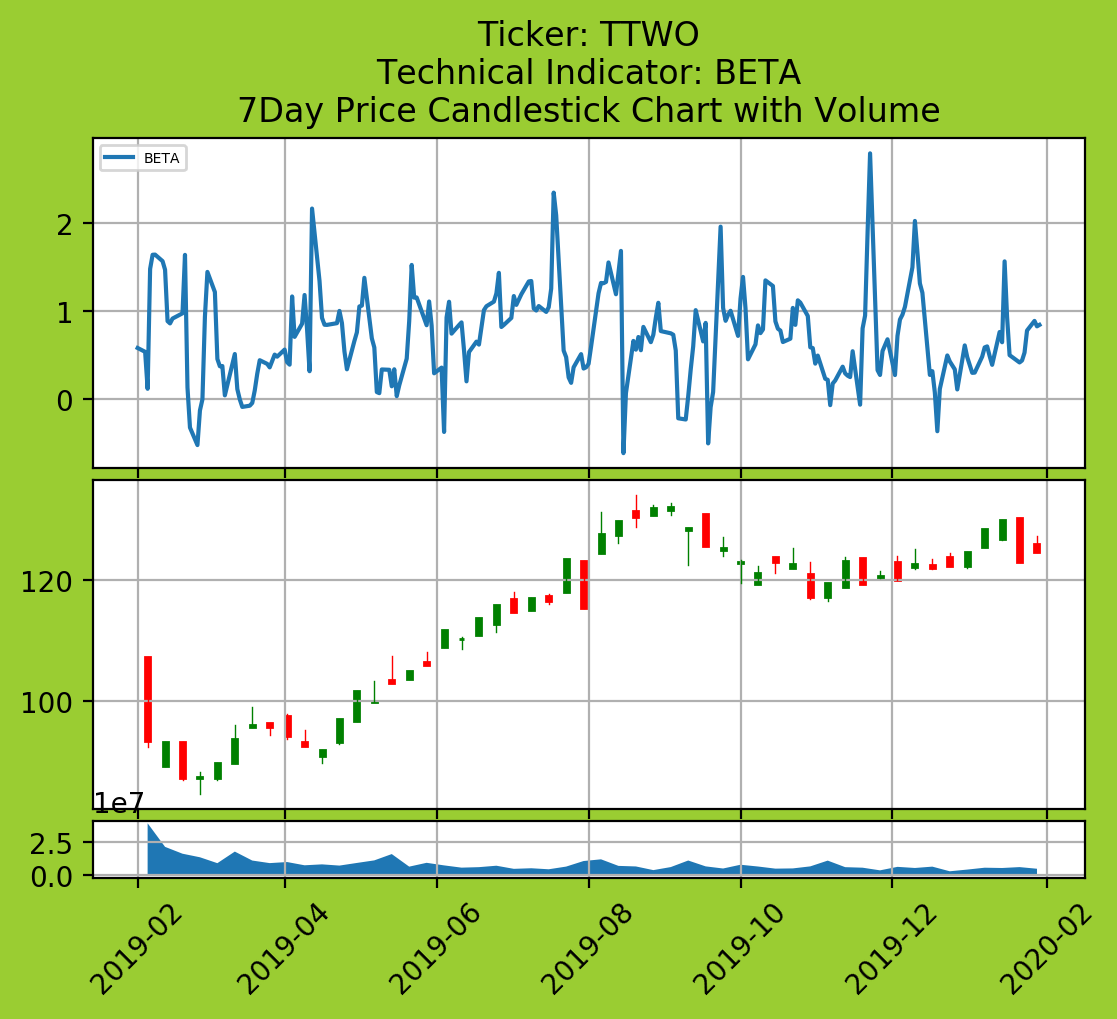 Ticker: TTWO
Technical Indicator: BETA
7Day Price Candlestick Chart with Volume
BETA
2
1
0
120
100
1e7
2.5
0.0
2019-02
2019-04
2019-06
2019-08
2019-10
2019-12
2020-02